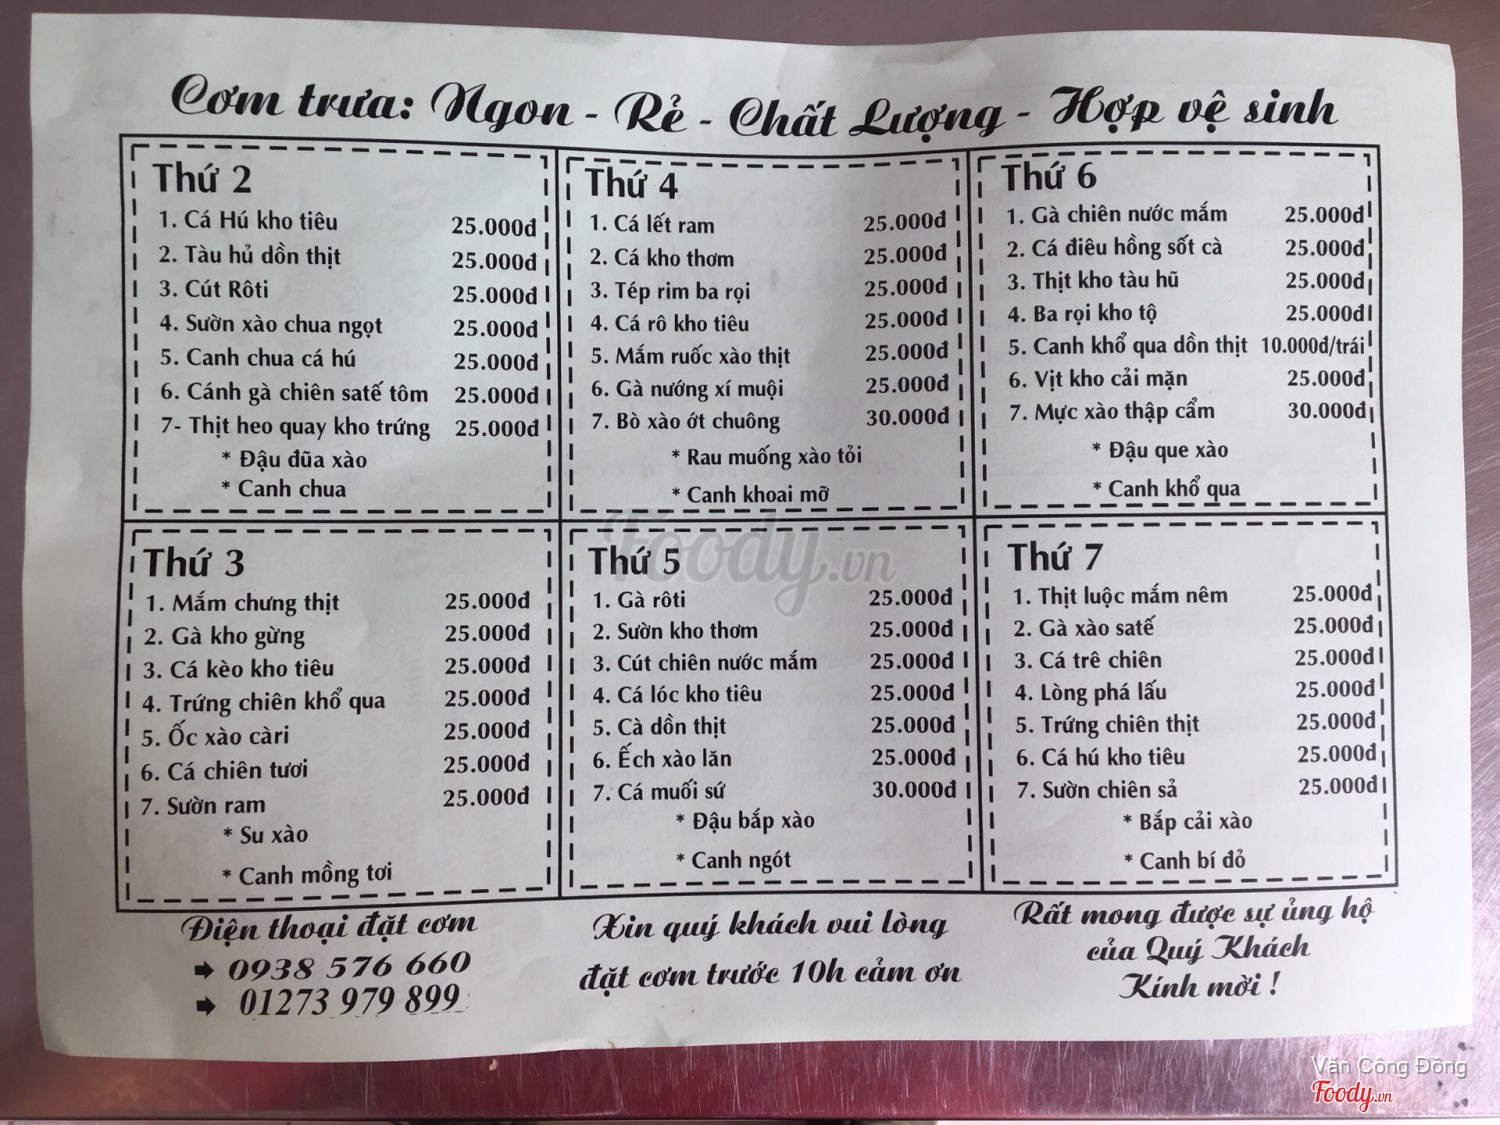 Cơm trưa: Ngon - Rẻ - Chất Lượng - Hợp vệ sinh
Thứ 2
1. Cá Hú kho tiêu 25.000đ
2. Tàu hủ dồn thịt 25.000đ
3. Cút Rôti 25.000đ
4. Sườn xào chua ngọt 25.000đ
5. Canh chua cá hú 25.000đ
6. Cánh gà chiên satế tôm 25.000đ
7- Thịt heo quay kho trứng 25.000đ
* Đậu đũa xào
* Canh chua
Thứ 4
1. Cá lết ram 25.000đ
2. Cá kho thơm 25.000đ
3. Tép rim ba rọi 25.000đ
4. Cá rô kho tiêu 25.000đ
5. Mắm ruốc xào thịt 25.000đ
6. Gà nướng xí muội 25.000đ
7. Bò xào ớt chuông 30.000đ
* Rau muống xào tỏi
* Canh khoai mỡ
Thứ 6
1. Gà chiên nước mắm 25.000đ
2. Cá điêu hồng sốt cà 25.000đ
3. Thịt kho tàu hũ 25.000đ
4. Ba rọi kho tộ 25.000đ
5. Canh khổ qua dồn thịt 10.000đ/trái
6. Vịt kho cải mặn 25.000đ
7. Mực xào thập cẩm 30.000đ
* Đậu que xào
* Canh khổ qua
Thứ 3
1. Mắm chưng thịt 25.000đ
2. Gà kho gừng 25.000đ
3. Cá kèo kho tiêu 25.000đ
4. Trứng chiên khổ qua 25.000đ
5. Ốc xào càri 25.000đ
6. Cá chiên tươi 25.000đ
7. Sườn ram 25.000đ
* Su xào
* Canh mồng tơi
Thứ 5
1. Gà rôti 25.000đ
2. Sườn kho thơm 25.000đ
3. Cút chiên nước mắm 25.000đ
4. Cá lóc kho tiêu 25.000đ
5. Cà dồn thịt 25.000đ
6. Ếch xào lăn 25.000đ
7. Cá muối sứ 30.000đ
* Đậu bắp xào
* Canh ngót
Thứ 7
1. Thịt luộc mắm nêm 25.000đ
2. Gà xào satế 25.000đ
3. Cá trê chiên 25.000đ
4. Lòng phá lấu 25.000đ
5. Trứng chiên thịt 25.000đ
6. Cá hú kho tiêu 25.000đ
7. Sườn chiên sả 25.000đ
* Bắp cải xào
* Canh bí đỏ
Foody.vn
Điện thoại đặt cơm
➡ 0938 576 660
➡ 01273 979 899
Xin quý khách vui lòng
đặt cơm trước 10h cảm ơn
Rất mong được sự ủng hộ
của Quý Khách
Kính mời !
Văn Công Đồng
Foody.vn